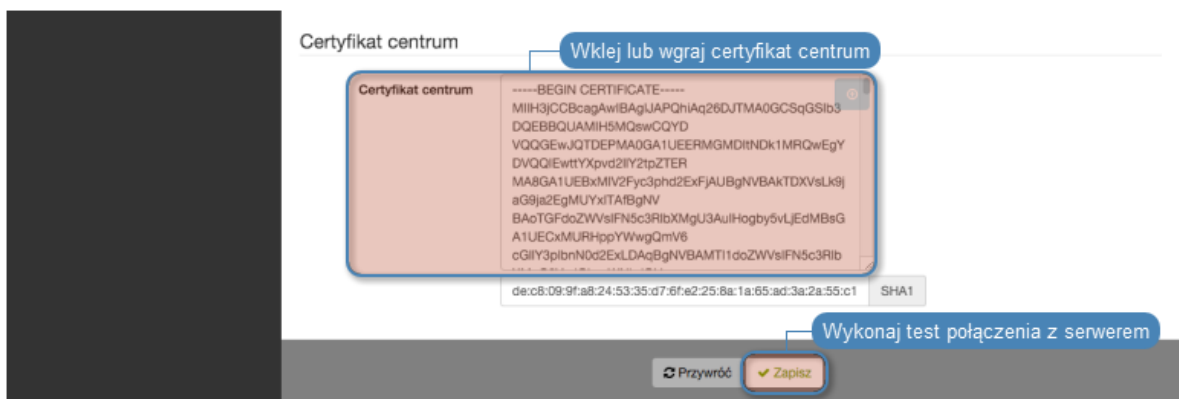 Certyfikat centrum
Wklej lub wgraj certyfikat centrum
Certyfikat centrum
-----BEGIN CERTIFICATE-----
MIIH3jCCBcagAwIBAgIJAPQhiAq26DJTMA0GCSqGSIb3
DQEBBQUAMIH5MQswCQYD
VQQGEwJQTDEPMA0GA1UEERMGMDItNDk1MRQwEgY
DVQQIEwttYXpvd2llY2tpZTER
MA8GA1UEBxMIV2Fyc3phd2ExFjAUBgNVBAkTDXVsLk9j
aG9ja2EgMUYxITAfBgNV
BAoTGFdoZWVsIFN5c3RlbXMgU3AuIHogby5vLjEdMBsG
A1UECxMURHppYWwgQmV6
cGllY3plbnN0d2ExLDAqBgNVBAMTI1doZWVsIFN5c3Rlb
de:c8:09:9f:a8:24:53:35:d7:6f:e2:25:8a:1a:65:ad:3a:2a:55:c1 SHA1
Wykonaj test połączenia z serwerem
Przywróć Zapisz